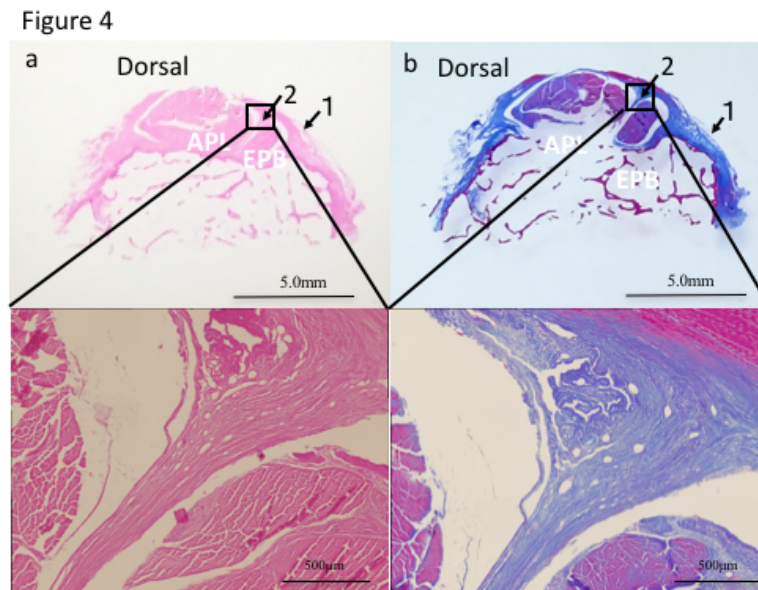 Figure 4
a
Dorsal
2
1
APL
EPB
5.0mm
500μm
b
Dorsal
2
1
APL
EPB
5.0mm
500μm